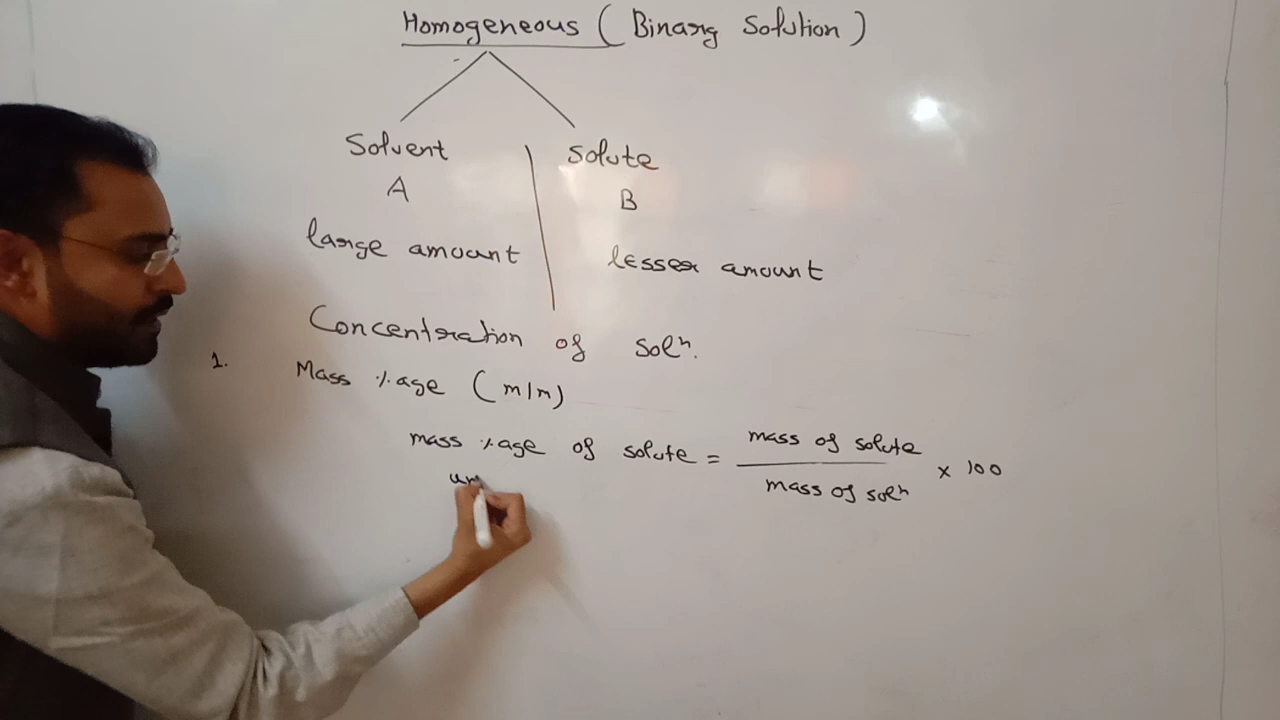 Homogeneous (Binary Solution)
Solvent
Solute
A
B
large amount
lesser amount
Concentration of solⁿ.
1. Mass %age (m/m)
mass %age of solute = mass of solute / mass of solⁿ × 100